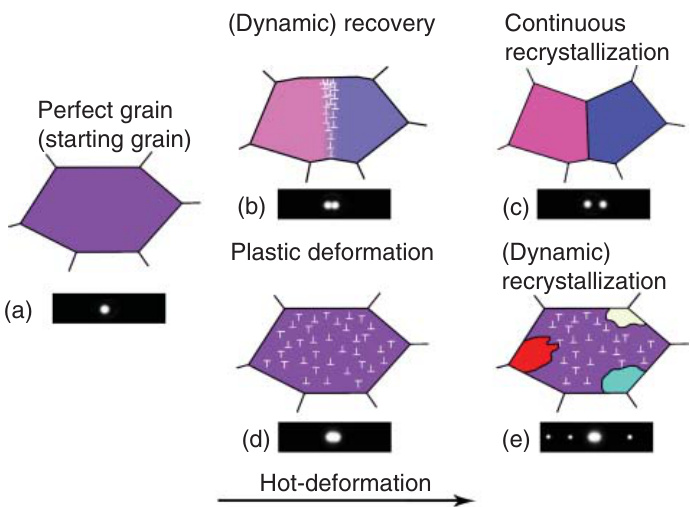 (Dynamic) recovery
Continuous
recrystallization
Perfect grain
(starting grain)
(b)
(c)
Plastic deformation
(Dynamic)
recrystallization
(a)
(d)
(e)
Hot-deformation